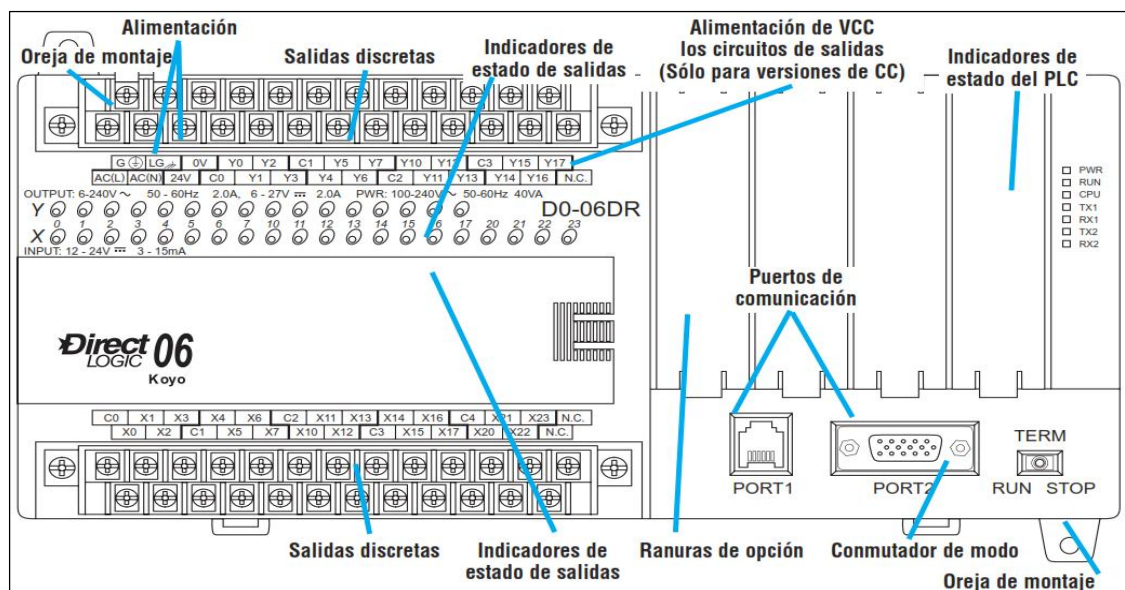 Alimentación
Oreja de montaje
Salidas discretas
Indicadores de
estado de salidas
Alimentación de VCC
los circuitos de salidas
(Sólo para versiones de CC)
Indicadores de
estado del PLC
G LG 0V Y0 Y2 C1 Y5 Y7 Y10 Y12 C3 Y15 Y17
AC(L) AC(N) 24V C0 Y1 Y3 Y4 Y6 C2 Y11 Y13 Y14 Y16 N.C.
OUTPUT: 6-240V ~ 50 - 60Hz 2.0A, 6 - 27V ⎓ 2.0A PWR: 100-240V ~ 50-60Hz 40VA
Y
D0-06DR
0 1 2 3 4 5 6 7 10 11 12 13 14 15 16 17 20 21 22 23
X
INPUT: 12 - 24V ⎓ 3 - 15mA
PWR
RUN
CPU
TX1
RX1
TX2
RX2
Puertos de
comunicación
Direct
LOGIC 06
Koyo
C0 X1 X3 X4 X6 C2 X11 X13 X14 X16 C4 X21 X23 N.C.
X0 X2 C1 X5 X7 X10 X12 C3 X15 X17 X20 X22 N.C.
TERM
PORT1
PORT2
RUN STOP
Salidas discretas
Indicadores de
estado de salidas
Ranuras de opción
Conmutador de modo
Oreja de montaje